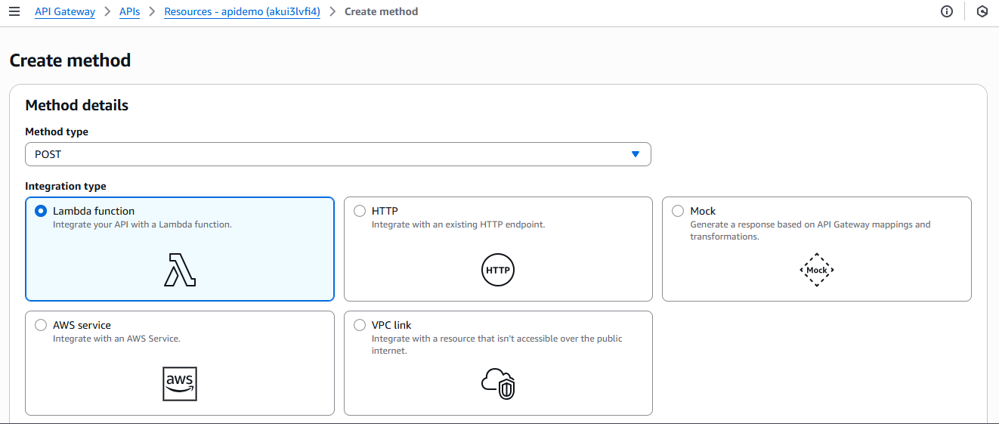 API Gateway > APIs > Resources - apidemo (akui3lvfi4) > Create method
Create method
Method details
Method type
POST
Integration type
Lambda function
Integrate your API with a Lambda function.
HTTP
Integrate with an existing HTTP endpoint.
HTTP
Mock
Generate a response based on API Gateway mappings and
transformations.
Mock
AWS service
Integrate with an AWS Service.
aws
VPC link
Integrate with a resource that isn't accessible over the public
internet.